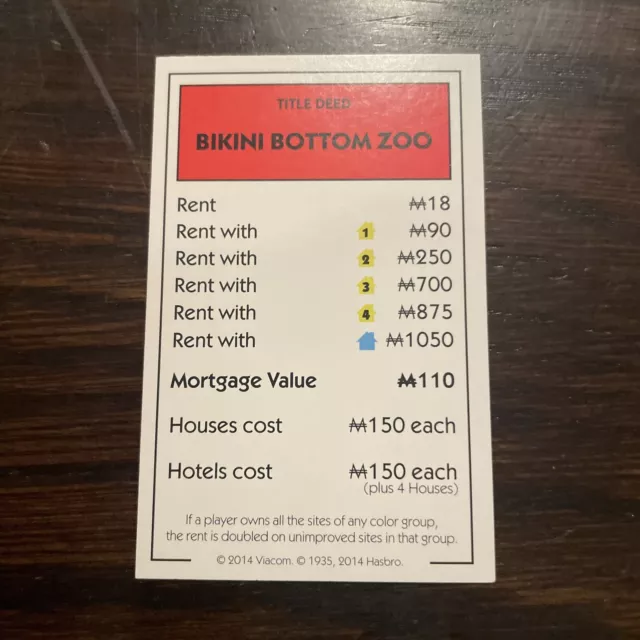 TITLE DEED
BIKINI BOTTOM ZOO
Rent ₩18
Rent with 1 ₩90
Rent with 2 ₩250
Rent with 3 ₩700
Rent with 4 ₩875
Rent with ₩1050
Mortgage Value ₩110
Houses cost ₩150 each
Hotels cost ₩150 each
(plus 4 Houses)
If a player owns all the sites of any color group,
the rent is doubled on unimproved sites in that group.
© 2014 Viacom. © 1935, 2014 Hasbro.